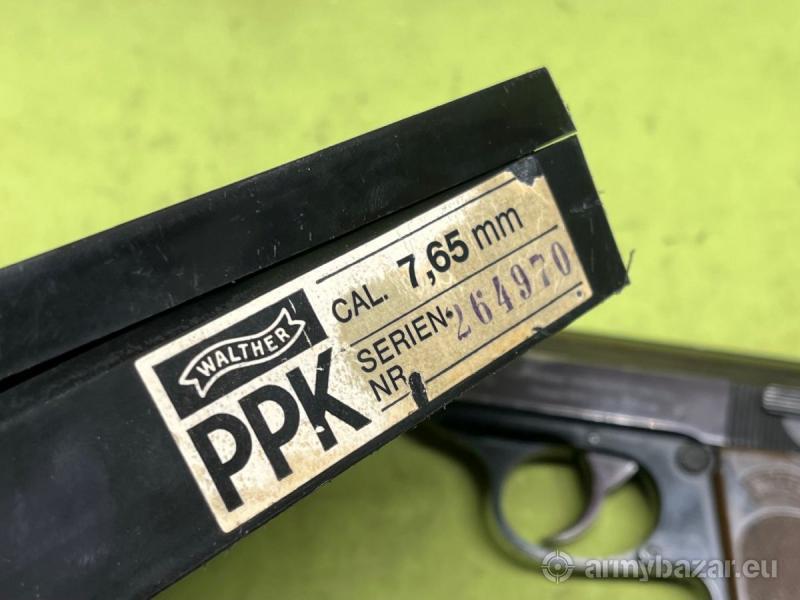 WALTHER
PPK
CAL. 7,65 mm
SERIEN- 264970
NR.
armybazar.eu